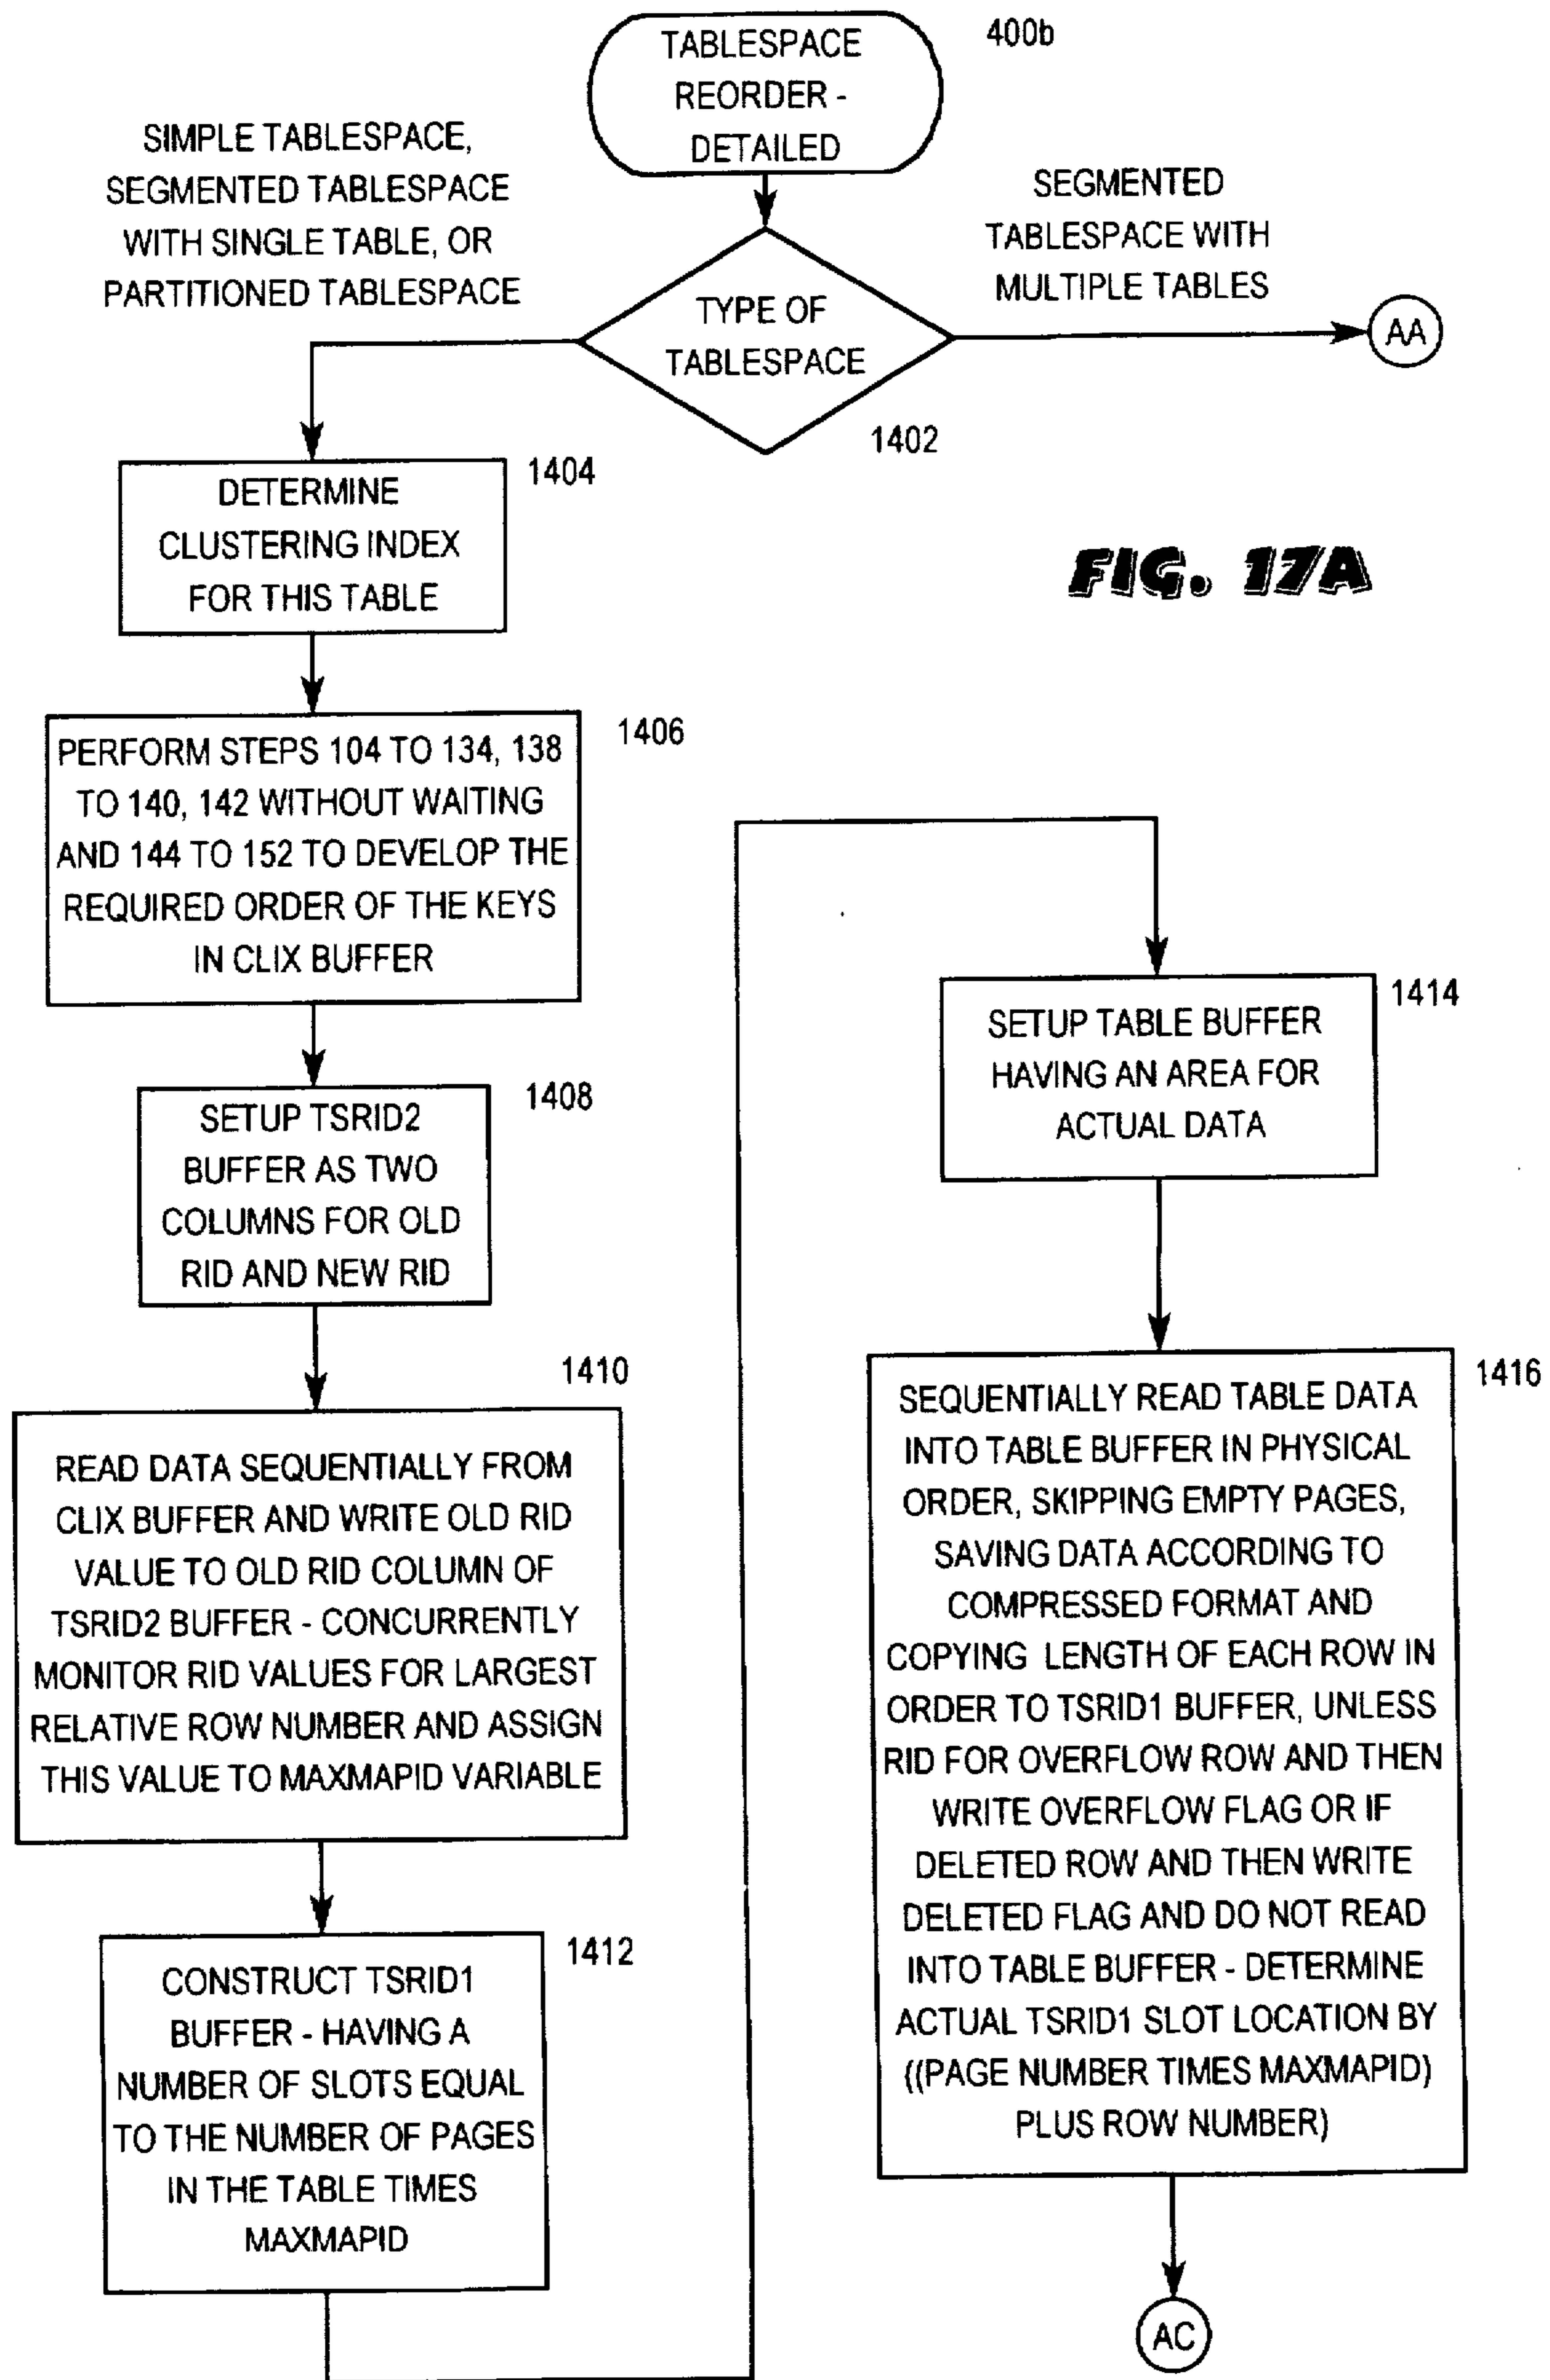 TABLESPACE
REORDER -
DETAILED
400b
SIMPLE TABLESPACE,
SEGMENTED TABLESPACE
WITH SINGLE TABLE, OR
PARTITIONED TABLESPACE
SEGMENTED
TABLESPACE WITH
MULTIPLE TABLES
TYPE OF
TABLESPACE
1402
AA
1404
DETERMINE
CLUSTERING INDEX
FOR THIS TABLE
FIG. 17A
1406
PERFORM STEPS 104 TO 134, 138
TO 140, 142 WITHOUT WAITING
AND 144 TO 152 TO DEVELOP THE
REQUIRED ORDER OF THE KEYS
IN CLIX BUFFER
1408
SETUP TSRID2
BUFFER AS TWO
COLUMNS FOR OLD
RID AND NEW RID
1410
READ DATA SEQUENTIALLY FROM
CLIX BUFFER AND WRITE OLD RID
VALUE TO OLD RID COLUMN OF
TSRID2 BUFFER - CONCURRENTLY
MONITOR RID VALUES FOR LARGEST
RELATIVE ROW NUMBER AND ASSIGN
THIS VALUE TO MAXMAPID VARIABLE
1412
CONSTRUCT TSRID1
BUFFER - HAVING A
NUMBER OF SLOTS EQUAL
TO THE NUMBER OF PAGES
IN THE TABLE TIMES
MAXMAPID
1414
SETUP TABLE BUFFER
HAVING AN AREA FOR
ACTUAL DATA
1416
SEQUENTIALLY READ TABLE DATA
INTO TABLE BUFFER IN PHYSICAL
ORDER, SKIPPING EMPTY PAGES,
SAVING DATA ACCORDING TO
COMPRESSED FORMAT AND
COPYING LENGTH OF EACH ROW IN
ORDER TO TSRID1 BUFFER, UNLESS
RID FOR OVERFLOW ROW AND THEN
WRITE OVERFLOW FLAG OR IF
DELETED ROW AND THEN WRITE
DELETED FLAG AND DO NOT READ
INTO TABLE BUFFER - DETERMINE
ACTUAL TSRID1 SLOT LOCATION BY
((PAGE NUMBER TIMES MAXMAPID)
PLUS ROW NUMBER)
AC